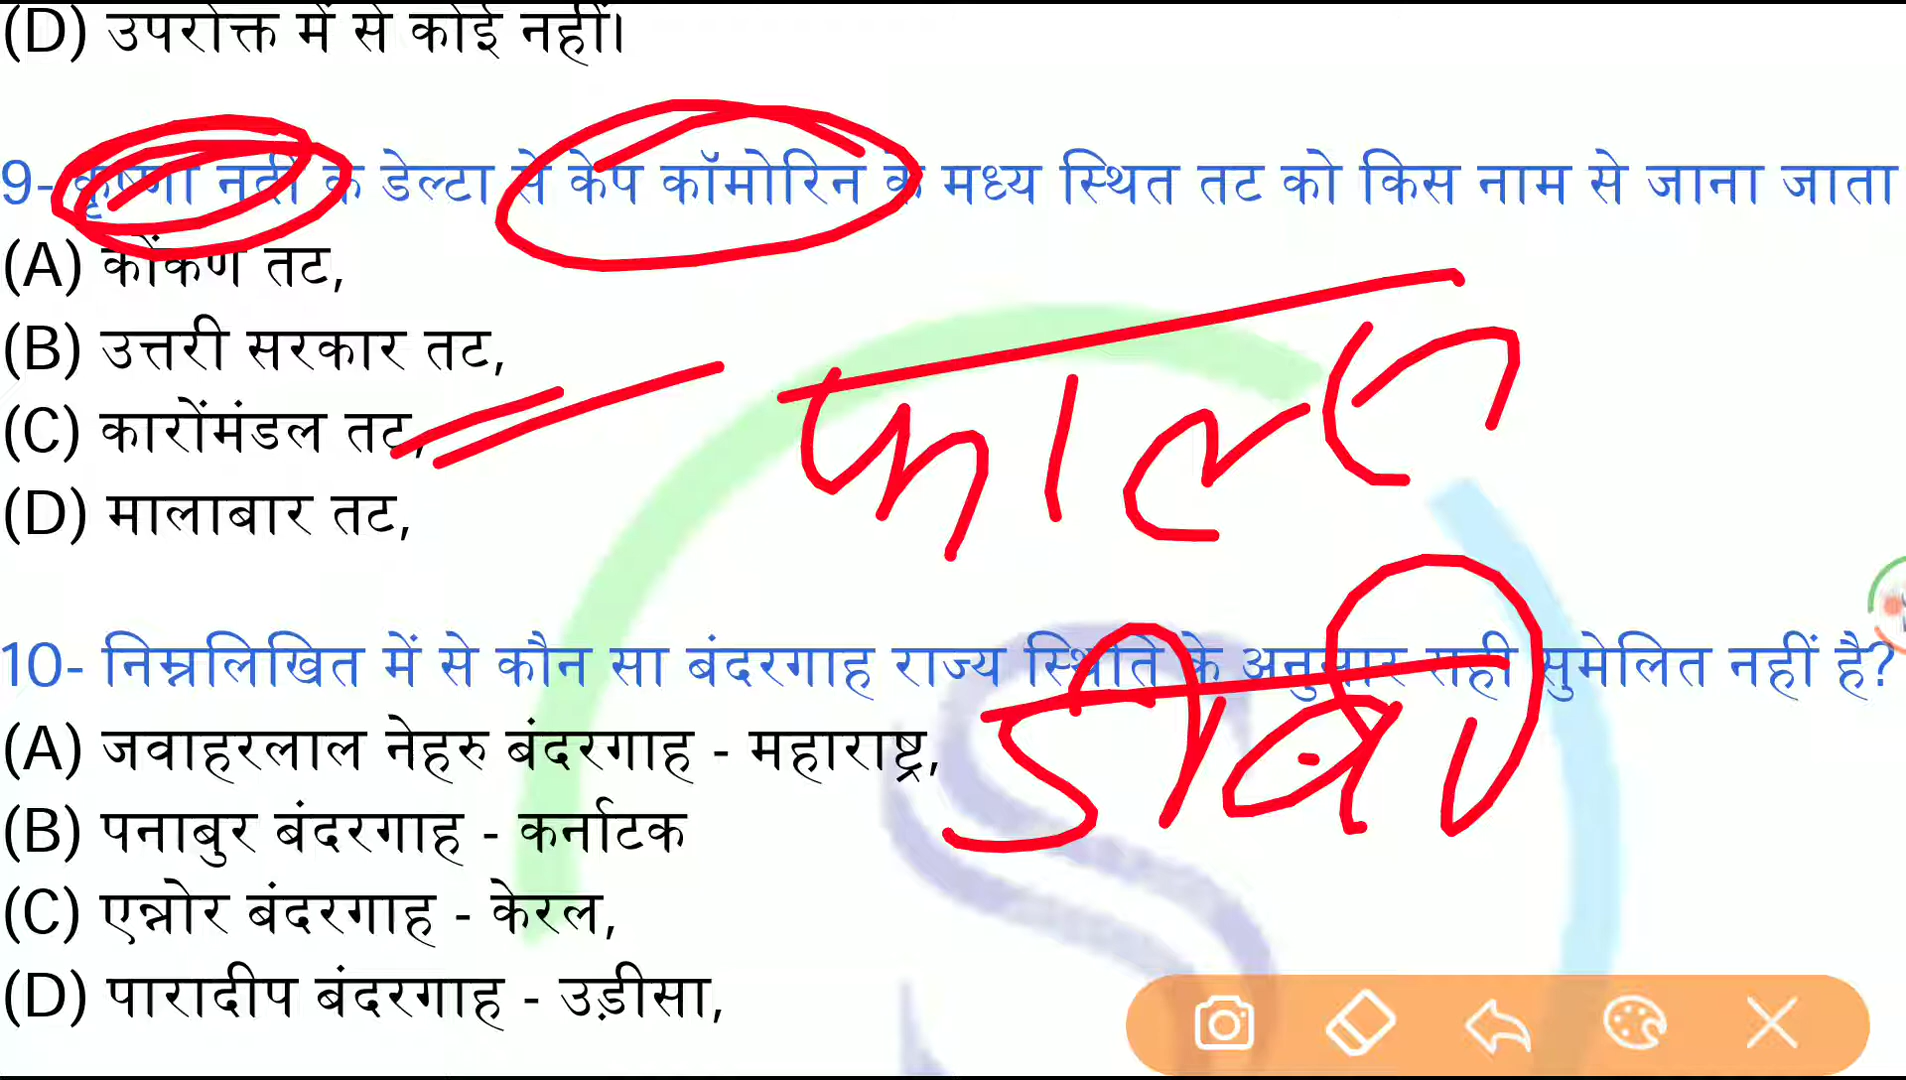 (D) उपरोक्त में से कोई नहीं।
9- कृष्णा नदी के डेल्टा से केप कॉमोरिन के मध्य स्थित तट को किस नाम से जाना जाता
(A) कोंकण तट,
(B) उत्तरी सरकार तट,
(C) कारोंमंडल तट,
(D) मालाबार तट,
10- निम्नलिखित में से कौन सा बंदरगाह राज्य स्थिति के अनुसार सही सुमेलित नहीं है?
(A) जवाहरलाल नेहरु बंदरगाह - महाराष्ट्र,
(B) पनाबुर बंदरगाह - कर्नाटक
(C) एन्नोर बंदरगाह - केरल,
(D) पारादीप बंदरगाह - उड़ीसा,